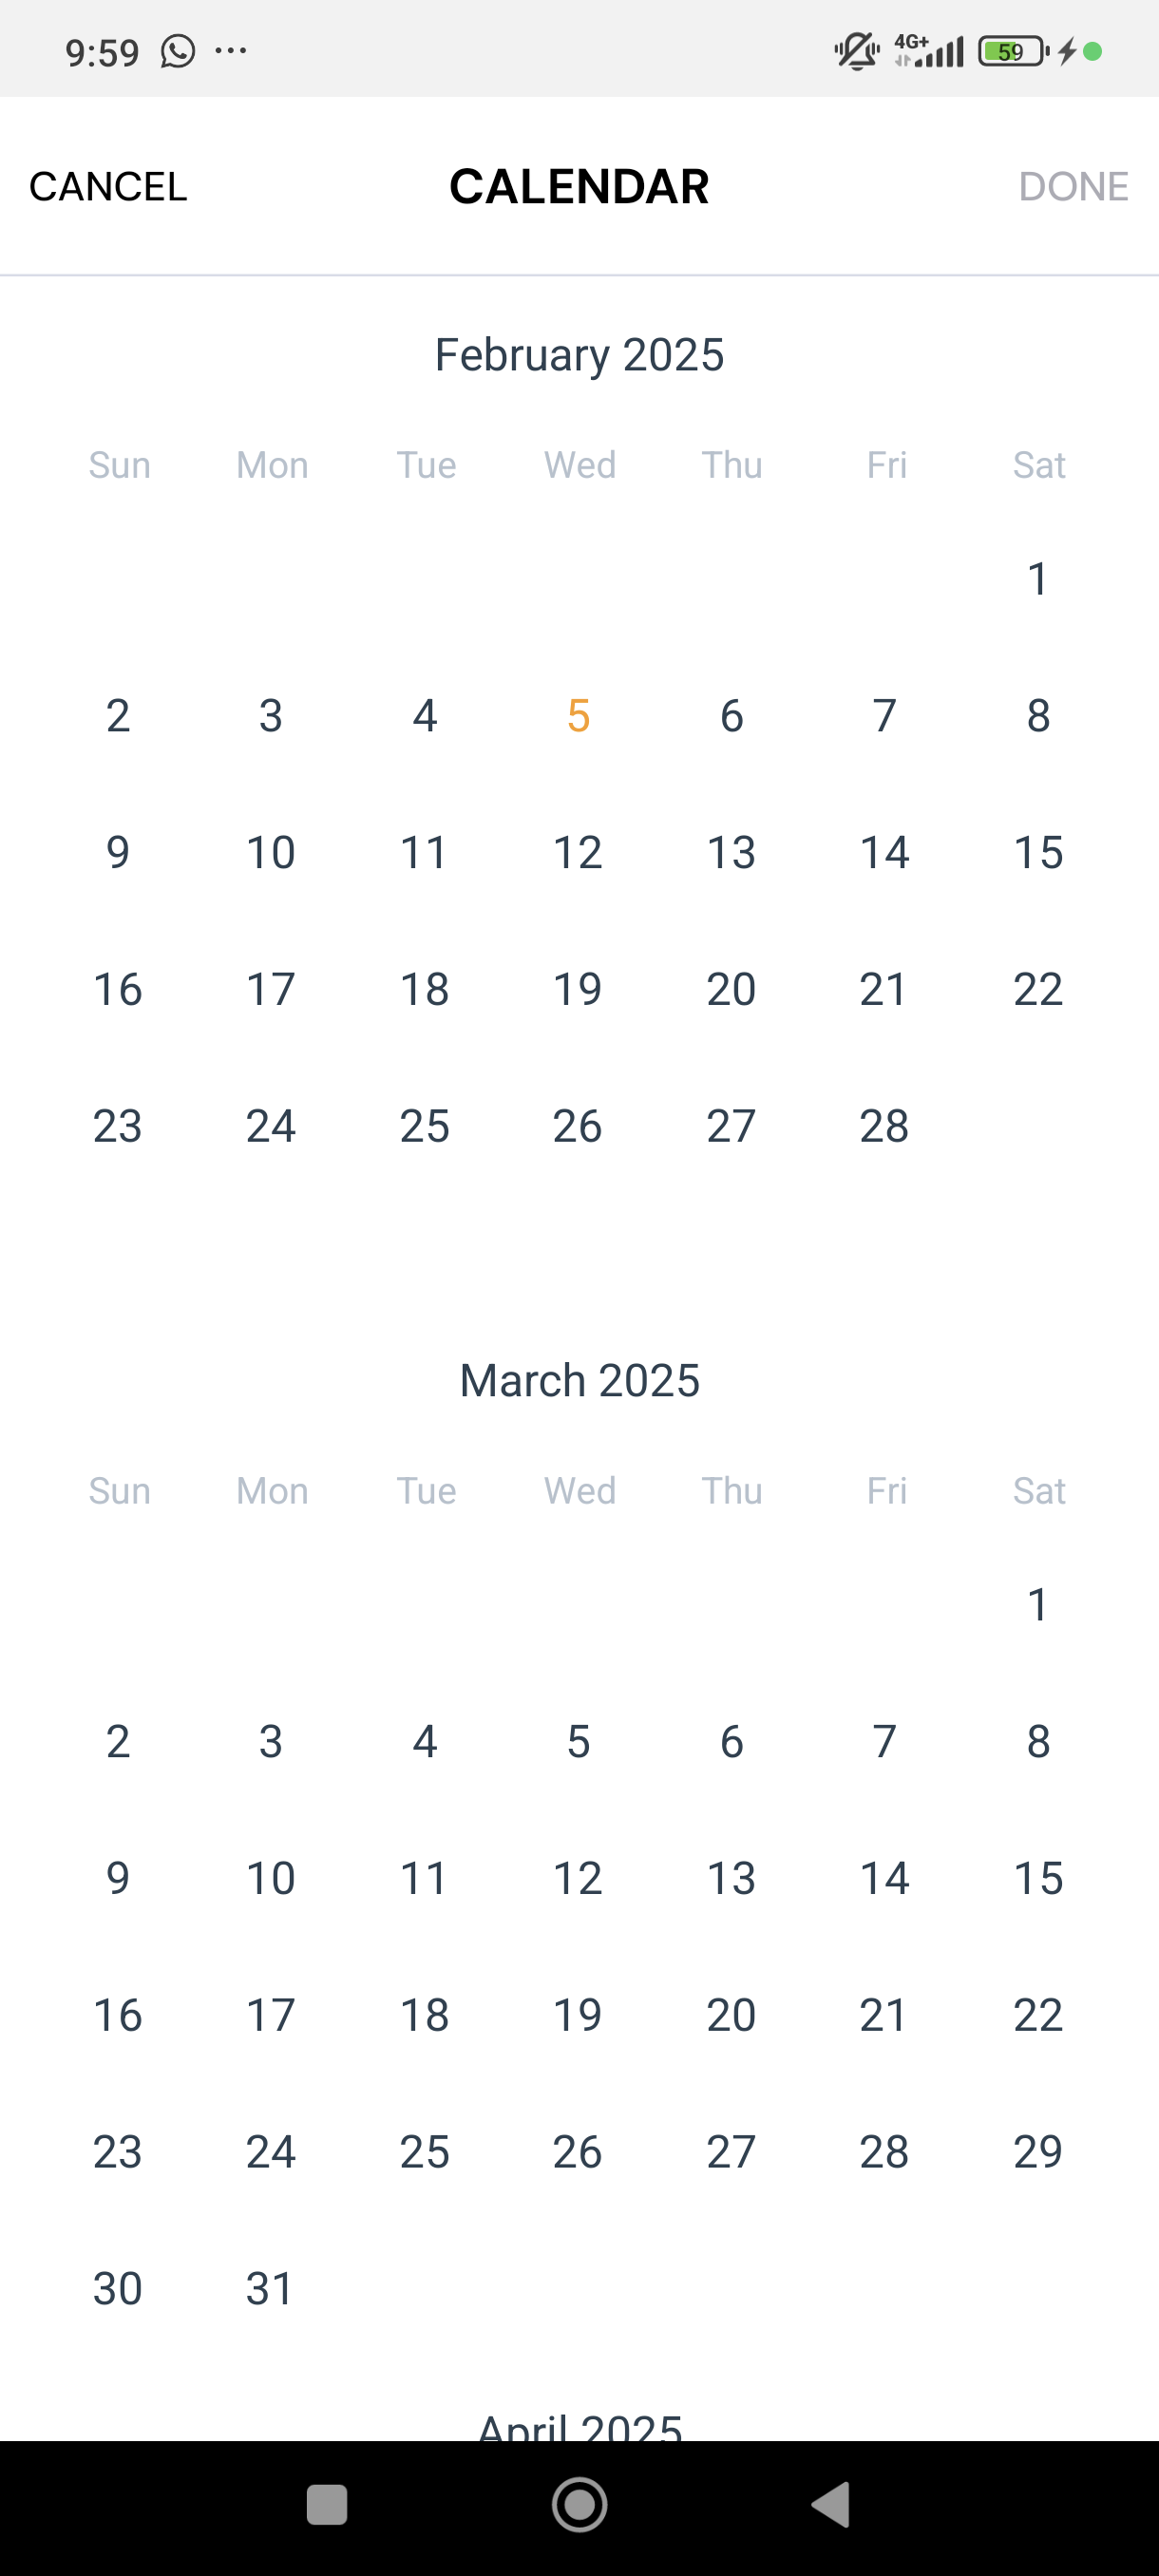 9:59 ... 4G+ 59
CANCEL CALENDAR DONE
February 2025
Sun Mon Tue Wed Thu Fri Sat
1
2 3 4 5 6 7 8
9 10 11 12 13 14 15
16 17 18 19 20 21 22
23 24 25 26 27 28
March 2025
Sun Mon Tue Wed Thu Fri Sat
1
2 3 4 5 6 7 8
9 10 11 12 13 14 15
16 17 18 19 20 21 22
23 24 25 26 27 28 29
30 31
April 2025